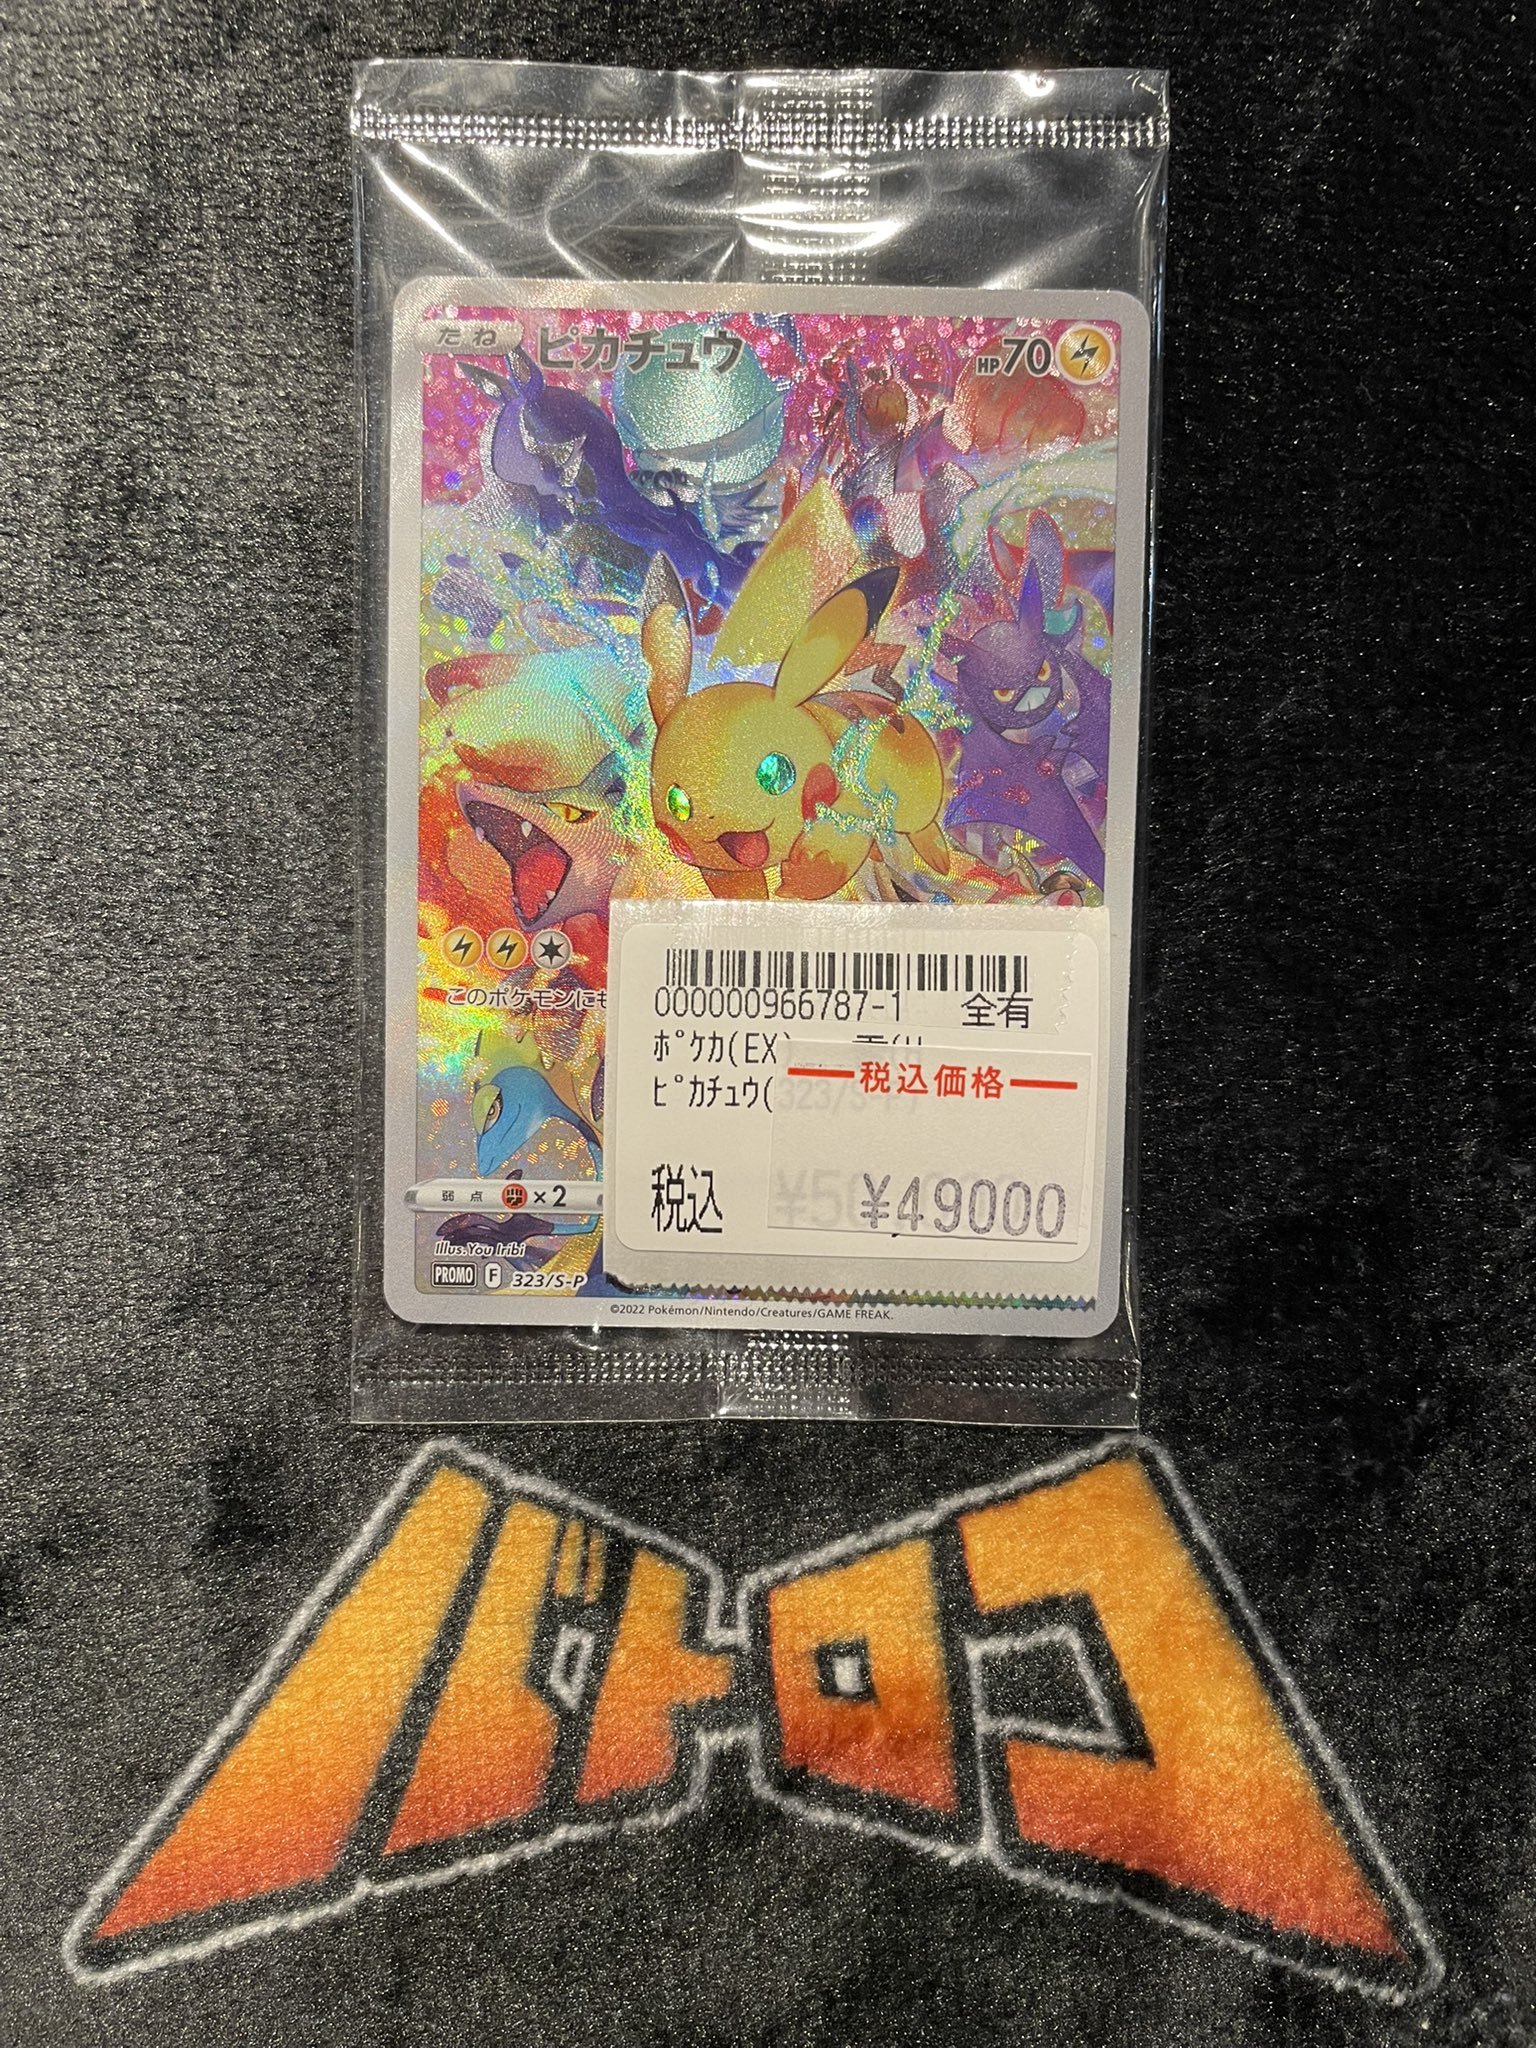 たね ピカチュウ HP70
このポケモンにも
000000966787-1 全有
ﾎﾟｹｶ(EX)
ﾋﾟｶﾁｭｳ(323/S-P)
税込価格
税込 ¥49000
弱点 ×2
Illus.You Iribi
PROMO F 323/S-P
©2022 Pokémon/Nintendo/Creatures/GAME FREAK.
バトロコ